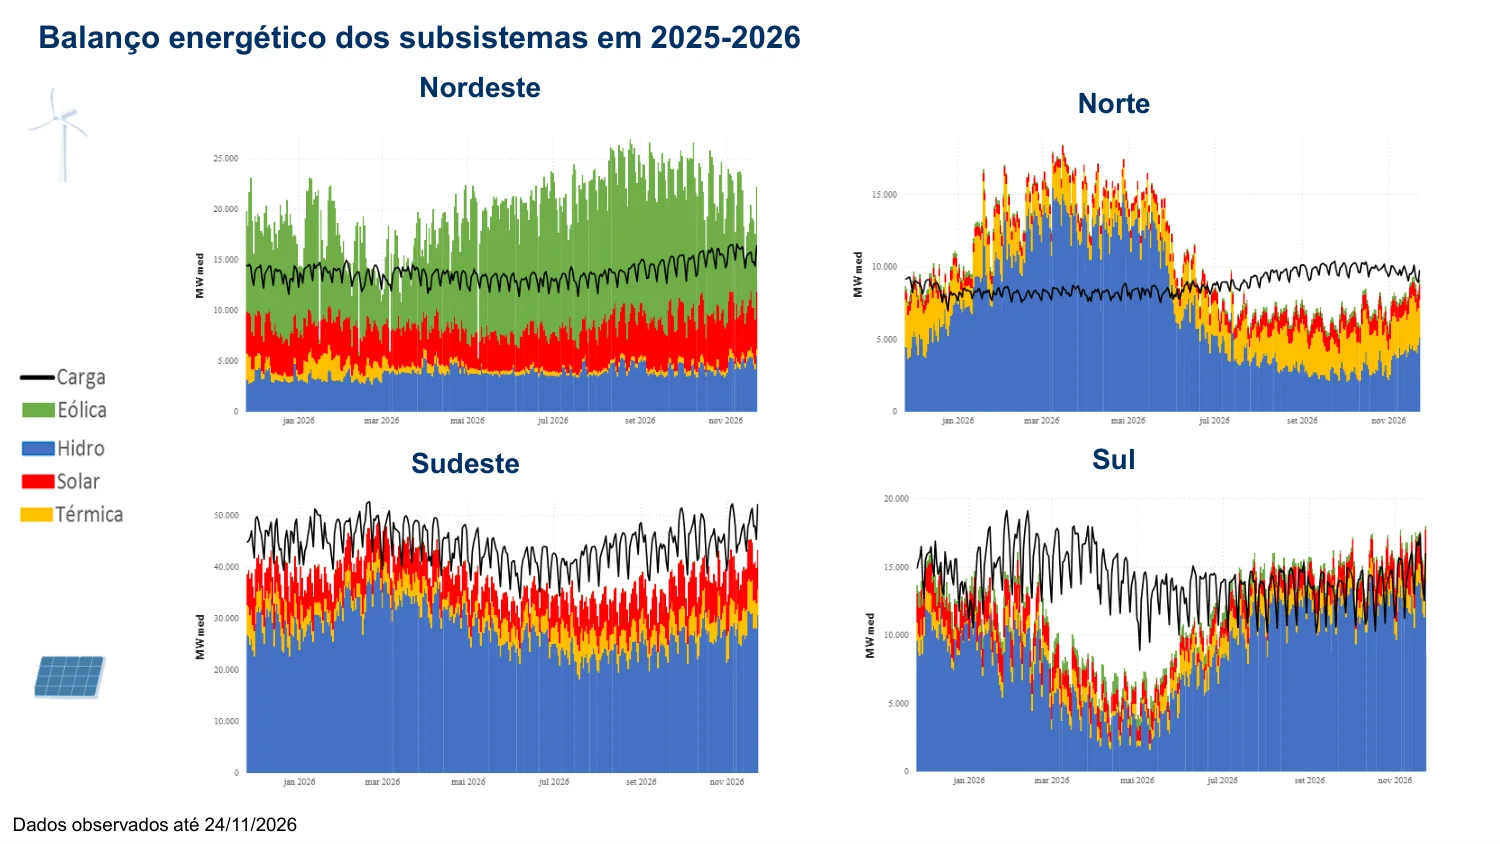 Balanço energético dos subsistemas em 2025-2026
Nordeste
MW med
25.000
20.000
15.000
10.000
5.000
0
jan 2026 mar 2026 mai 2026 jul 2026 set 2026 nov 2026
Norte
MW med
15.000
10.000
5.000
0
jan 2026 mar 2026 mai 2026 jul 2026 set 2026 nov 2026
Carga
Eólica
Hidro
Solar
Térmica
Sudeste
MW med
50.000
40.000
30.000
20.000
10.000
0
jan 2026 mar 2026 mai 2026 jul 2026 set 2026 nov 2026
Sul
MW med
20.000
15.000
10.000
5.000
0
jan 2026 mar 2026 mai 2026 jul 2026 set 2026 nov 2026
Dados observados até 24/11/2026